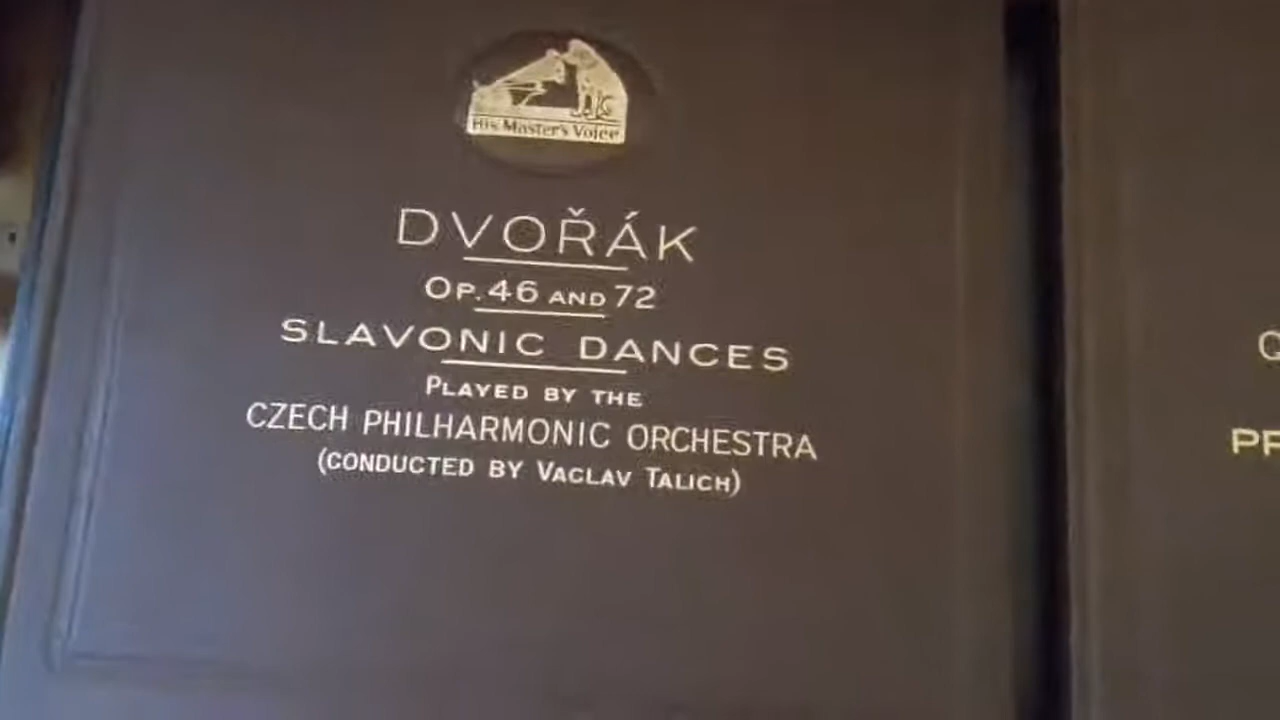 His Master's Voice
DVOŘÁK
OP. 46 AND 72
SLAVONIC DANCES
PLAYED BY THE
CZECH PHILHARMONIC ORCHESTRA
(CONDUCTED BY VACLAV TALICH)